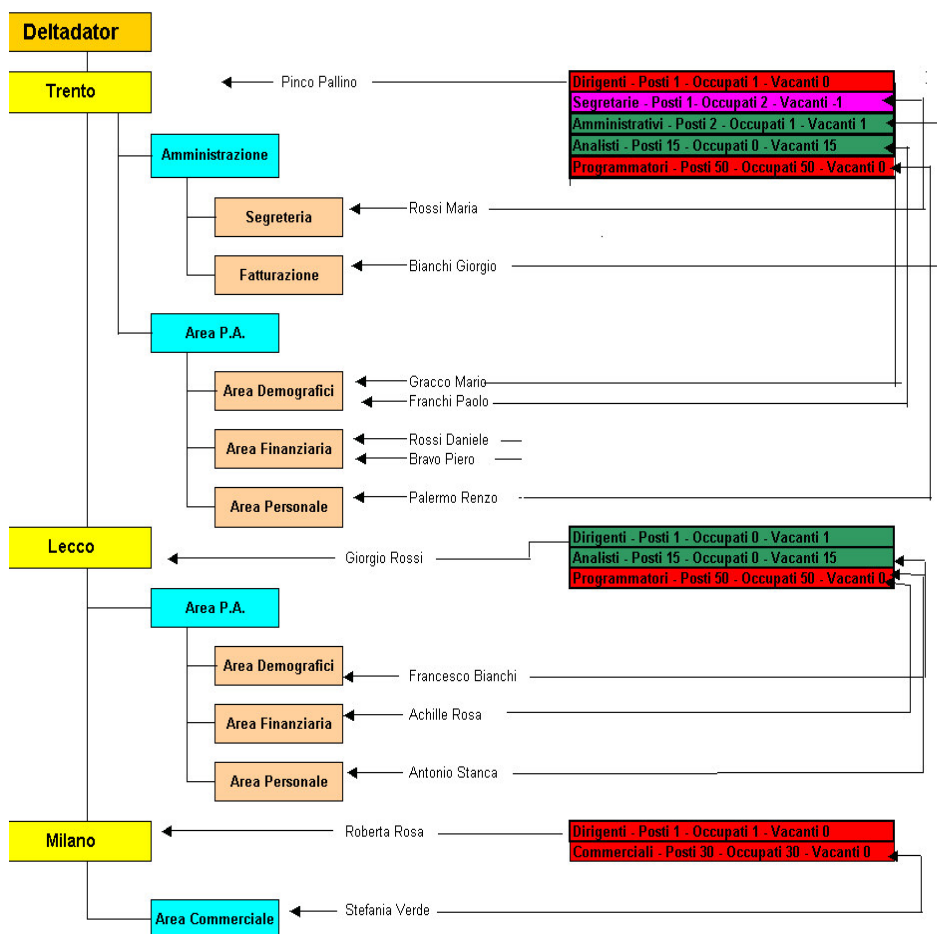 Deltadator
Trento
Pinco Pallino
Dirigenti - Posti 1 - Occupati 1 - Vacanti 0
Segretarie - Posti 1- Occupati 2 - Vacanti -1
Amministrativi - Posti 2 - Occupati 1 - Vacanti 1
Analisti - Posti 15 - Occupati 0 - Vacanti 15
Programmatori - Posti 50 - Occupati 50 - Vacanti 0
Amministrazione
Segreteria
Rossi Maria
Fatturazione
Bianchi Giorgio
Area P.A.
Area Demografici
Gracco Mario
Franchi Paolo
Area Finanziaria
Rossi Daniele
Bravo Piero
Area Personale
Palermo Renzo
Lecco
Giorgio Rossi
Dirigenti - Posti 1 - Occupati 0 - Vacanti 1
Analisti - Posti 15 - Occupati 0 - Vacanti 15
Programmatori - Posti 50 - Occupati 50 - Vacanti 0
Area P.A.
Area Demografici
Francesco Bianchi
Area Finanziaria
Achille Rosa
Area Personale
Antonio Stanca
Milano
Roberta Rosa
Dirigenti - Posti 1 - Occupati 1 - Vacanti 0
Commerciali - Posti 30 - Occupati 30 - Vacanti 0
Area Commerciale
Stefania Verde